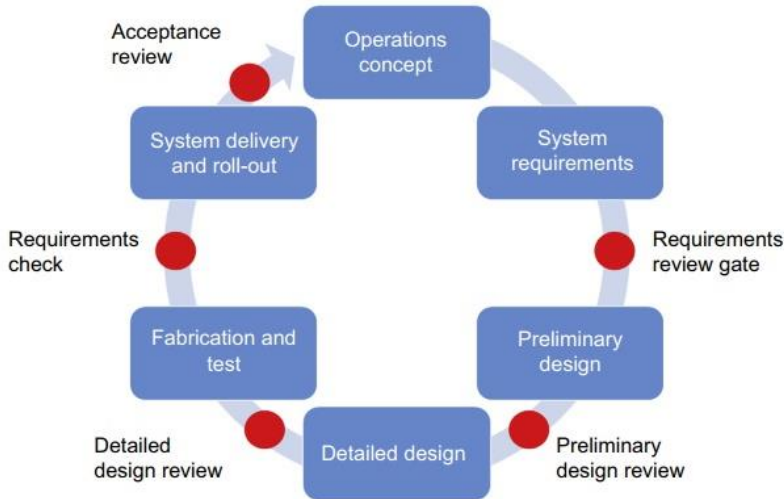 Acceptance
review
Operations
concept
System delivery
and roll-out
System
requirements
Requirements
check
Requirements
review gate
Fabrication and
test
Preliminary
design
Detailed
design review
Detailed design
Preliminary
design review